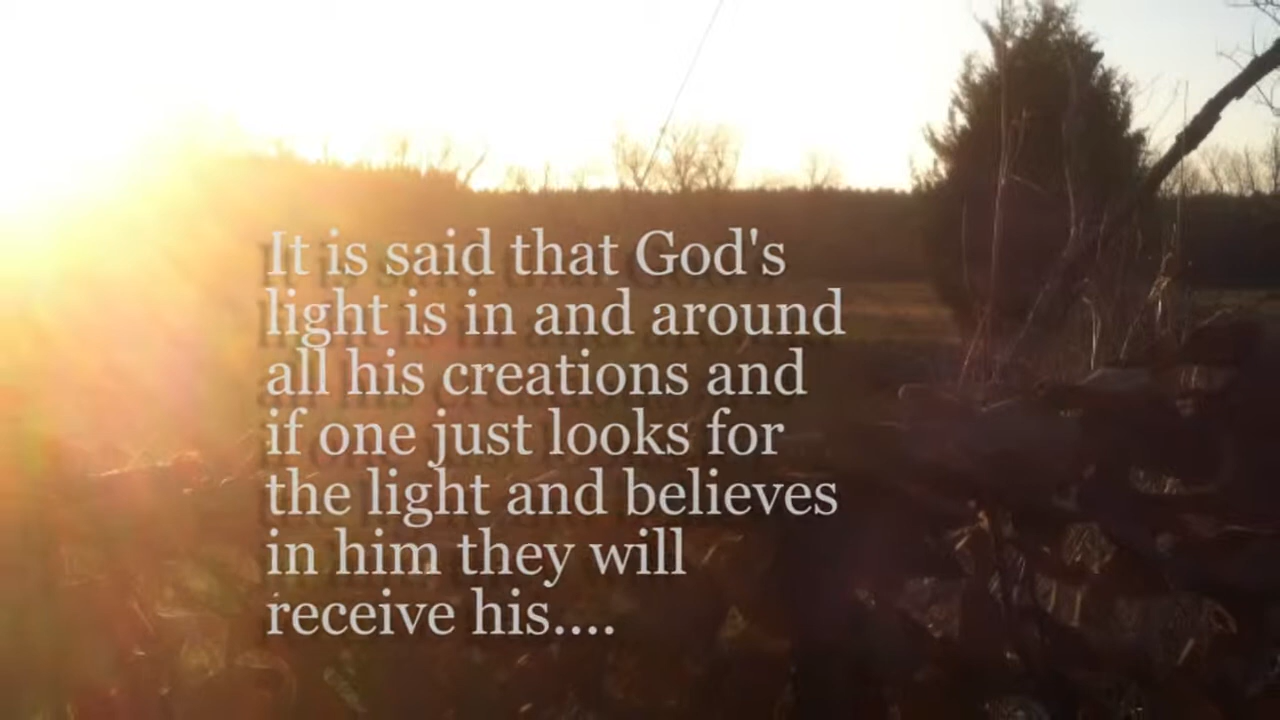 It is said that God's
light is in and around
all his creations and
if one just looks for
the light and believes
in him they will
receive his....